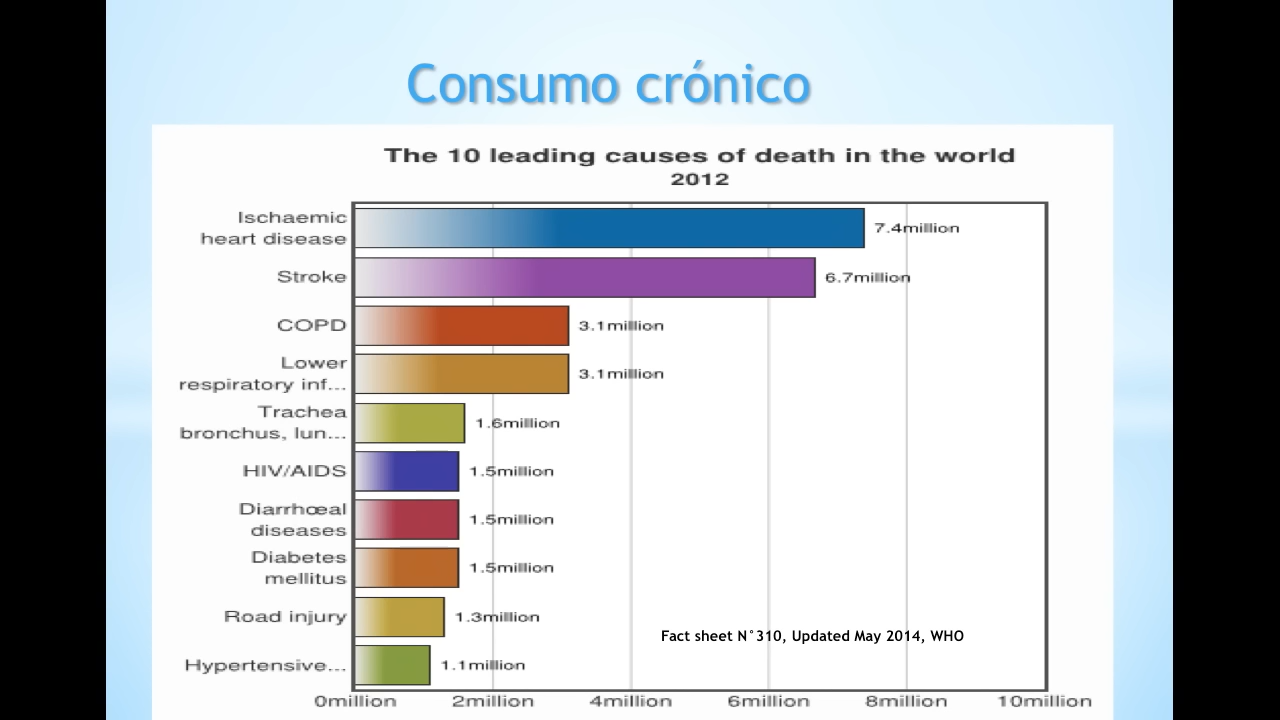 Consumo crónico
The 10 leading causes of death in the world
2012
Ischaemic
heart disease
7.4million
Stroke
6.7million
COPD
3.1million
Lower
respiratory inf...
3.1million
Trachea
bronchus, lun...
1.6million
HIV/AIDS
1.5million
Diarrhœal
diseases
1.5million
Diabetes
mellitus
1.5million
Road injury
1.3million
Fact sheet N°310, Updated May 2014, WHO
Hypertensive...
1.1million
0million 2million 4million 6million 8million 10million